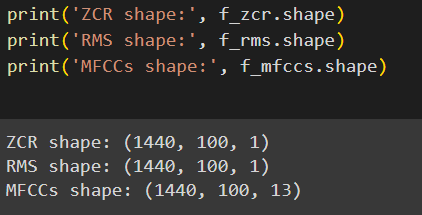 print('ZCR shape:', f_zcr.shape)
print('RMS shape:', f_rms.shape)
print('MFCCs shape:', f_mfccs.shape)
ZCR shape: (1440, 100, 1)
RMS shape: (1440, 100, 1)
MFCCs shape: (1440, 100, 13)